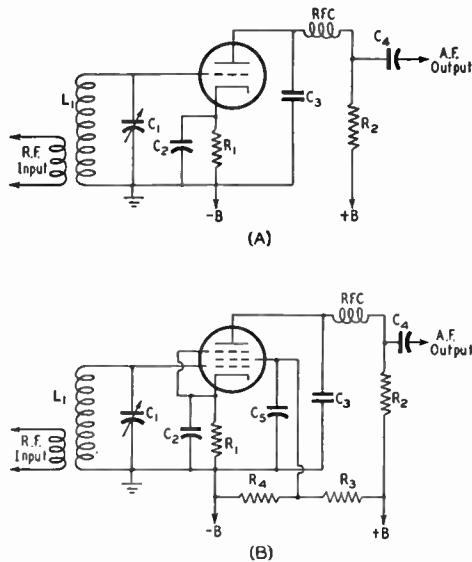 RFC
C4
A.F.
Output
L1
C1
C2
R1
C3
R2
R.F.
Input
-B
+B
(A)
RFC
C4
A.F.
Output
L1
C1
C2
R1
C5
C3
R2
R.F.
Input
R4
R3
-B
+B
(B)